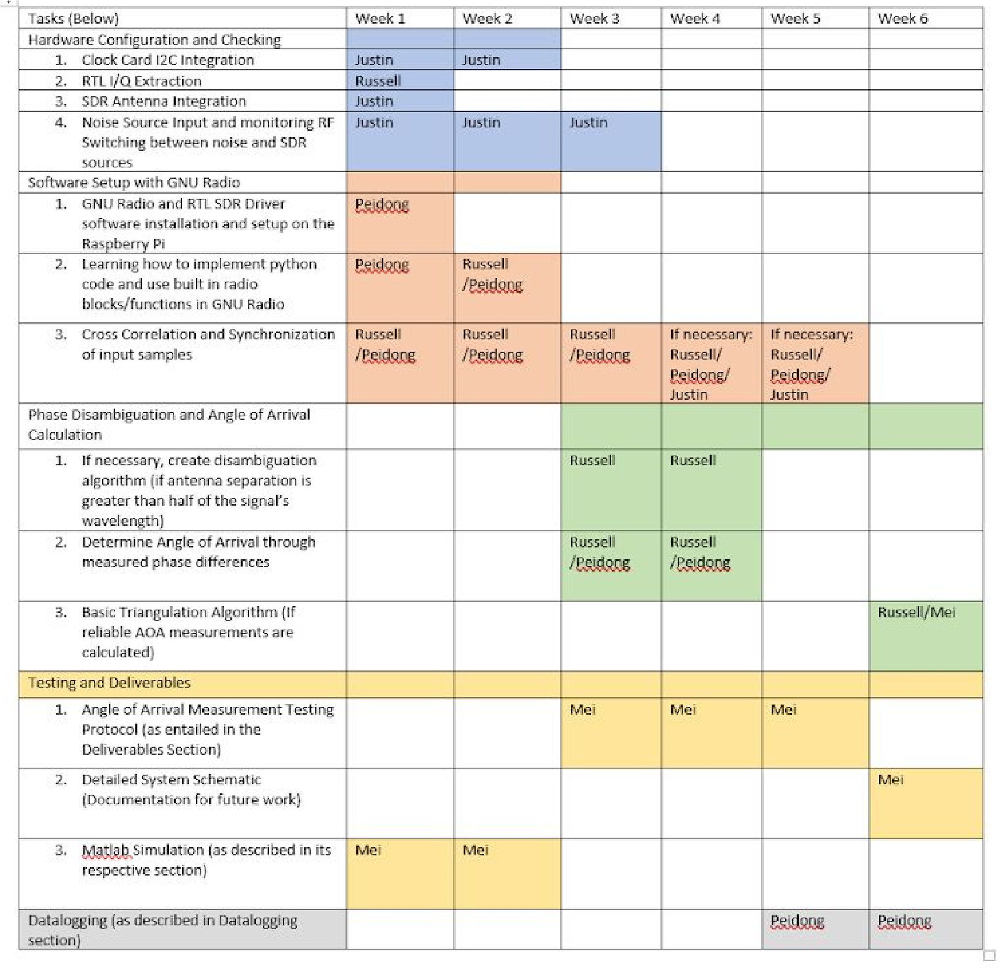 Tasks (Below) Week 1 Week 2 Week 3 Week 4 Week 5 Week 6
Hardware Configuration and Checking
1. Clock Card I2C Integration Justin Justin
2. RTL I/Q Extraction Russell
3. SDR Antenna Integration Justin
4. Noise Source Input and monitoring RF Justin Justin Justin
Switching between noise and SDR
sources
Software Setup with GNU Radio
1. GNU Radio and RTL SDR Driver Peidong
software installation and setup on the
Raspberry Pi
2. Learning how to implement python Peidong Russell
code and use built in radio /Peidong
blocks/functions in GNU Radio
3. Cross Correlation and Synchronization Russell Russell Russell If necessary: If necessary:
of input samples /Peidong /Peidong /Peidong Russell/ Russell/
Peidong/ Peidong/
Justin Justin
Phase Disambiguation and Angle of Arrival
Calculation
1. If necessary, create disambiguation Russell Russell
algorithm (if antenna separation is
greater than half of the signal's
wavelength)
2. Determine Angle of Arrival through Russell Russell
measured phase differences /Peidong /Peidong
3. Basic Triangulation Algorithm (If Russell/Mei
reliable AOA measurements are
calculated)
Testing and Deliverables
1. Angle of Arrival Measurement Testing Mei Mei Mei
Protocol (as entailed in the
Deliverables Section)
2. Detailed System Schematic Mei
(Documentation for future work)
3. Matlab Simulation (as described in its Mei Mei
respective section)
Datalogging (as described in Datalogging Peidong Peidong
section)